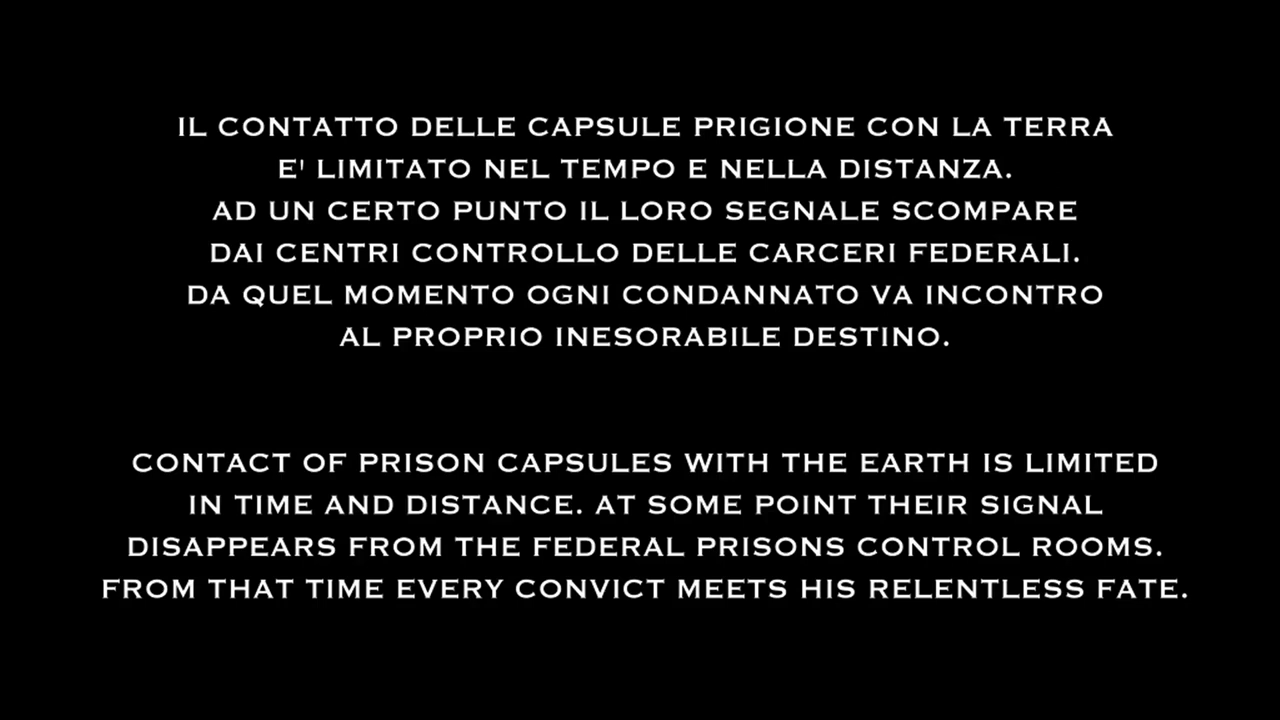 IL CONTATTO DELLE CAPSULE PRIGIONE CON LA TERRA
E' LIMITATO NEL TEMPO E NELLA DISTANZA.
AD UN CERTO PUNTO IL LORO SEGNALE SCOMPARE
DAI CENTRI CONTROLLO DELLE CARCERI FEDERALI.
DA QUEL MOMENTO OGNI CONDANNATO VA INCONTRO
AL PROPRIO INESORABILE DESTINO.
CONTACT OF PRISON CAPSULES WITH THE EARTH IS LIMITED
IN TIME AND DISTANCE. AT SOME POINT THEIR SIGNAL
DISAPPEARS FROM THE FEDERAL PRISONS CONTROL ROOMS.
FROM THAT TIME EVERY CONVICT MEETS HIS RELENTLESS FATE.